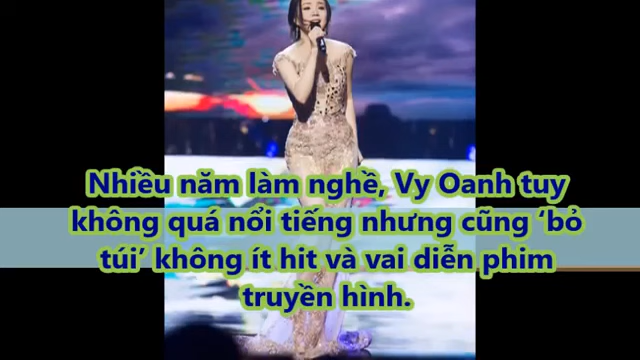 Nhiều năm làm nghề, Vy Oanh tuy
không quá nổi tiếng nhưng cũng ‘bỏ
túi’ không ít hit và vai diễn phim
truyền hình.